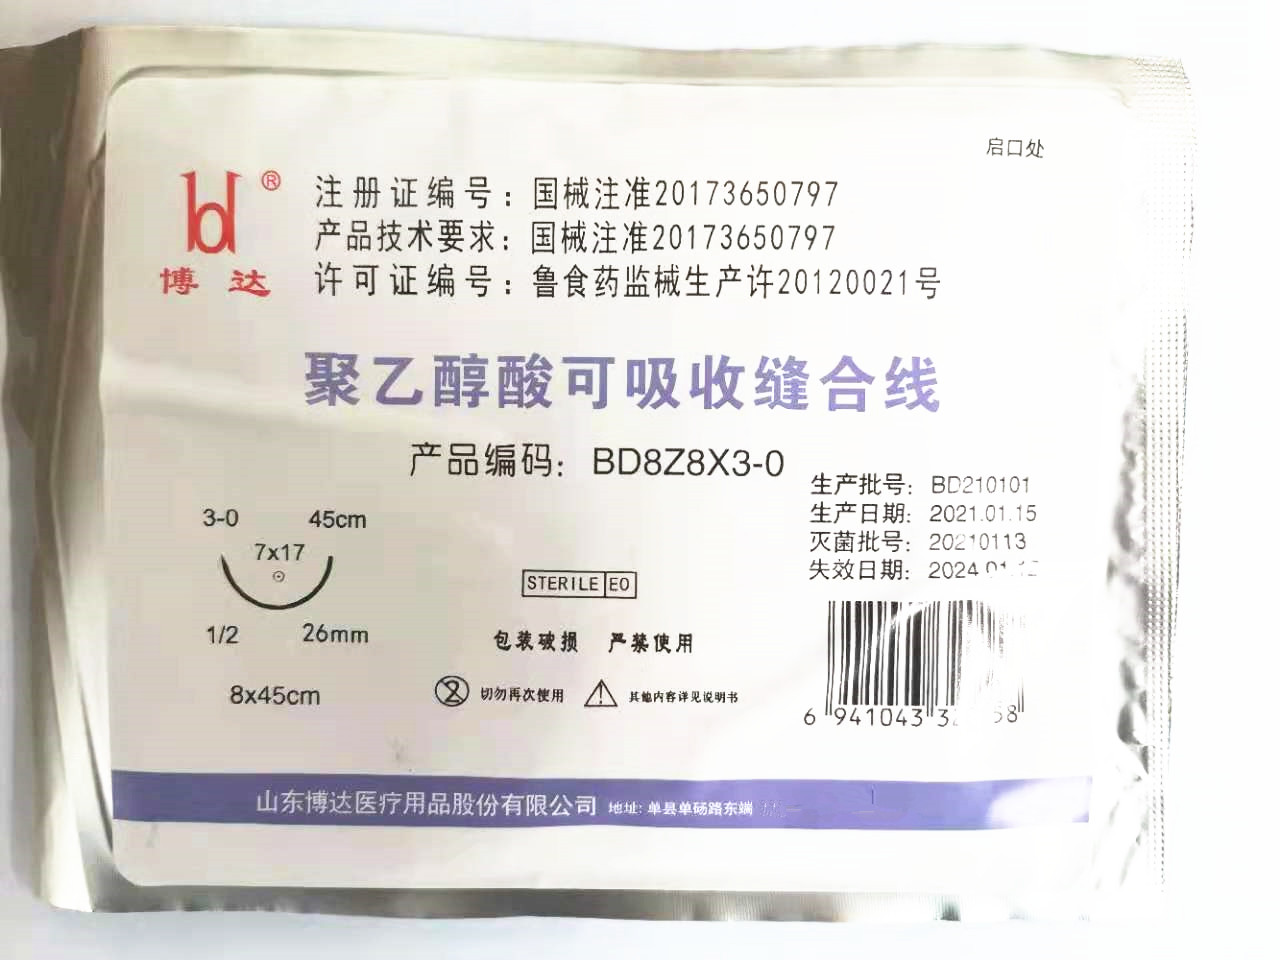 启口处
bd®
博达
注册证编号：国械注准20173650797
产品技术要求：国械注准20173650797
许可证编号：鲁食药监械生产许20120021号
聚乙醇酸可吸收缝合线
产品编码：BD8Z8X3-0
生产批号：BD210101
生产日期：2021.01.15
灭菌批号：20210113
失效日期：2024.01
3-0 45cm
7x17
1/2 26mm
8x45cm
STERILE EO
包装破损 严禁使用
2 切勿再次使用 其他内容详见说明书
6 941043
山东博达医疗用品股份有限公司 地址: 单县单砀路东端